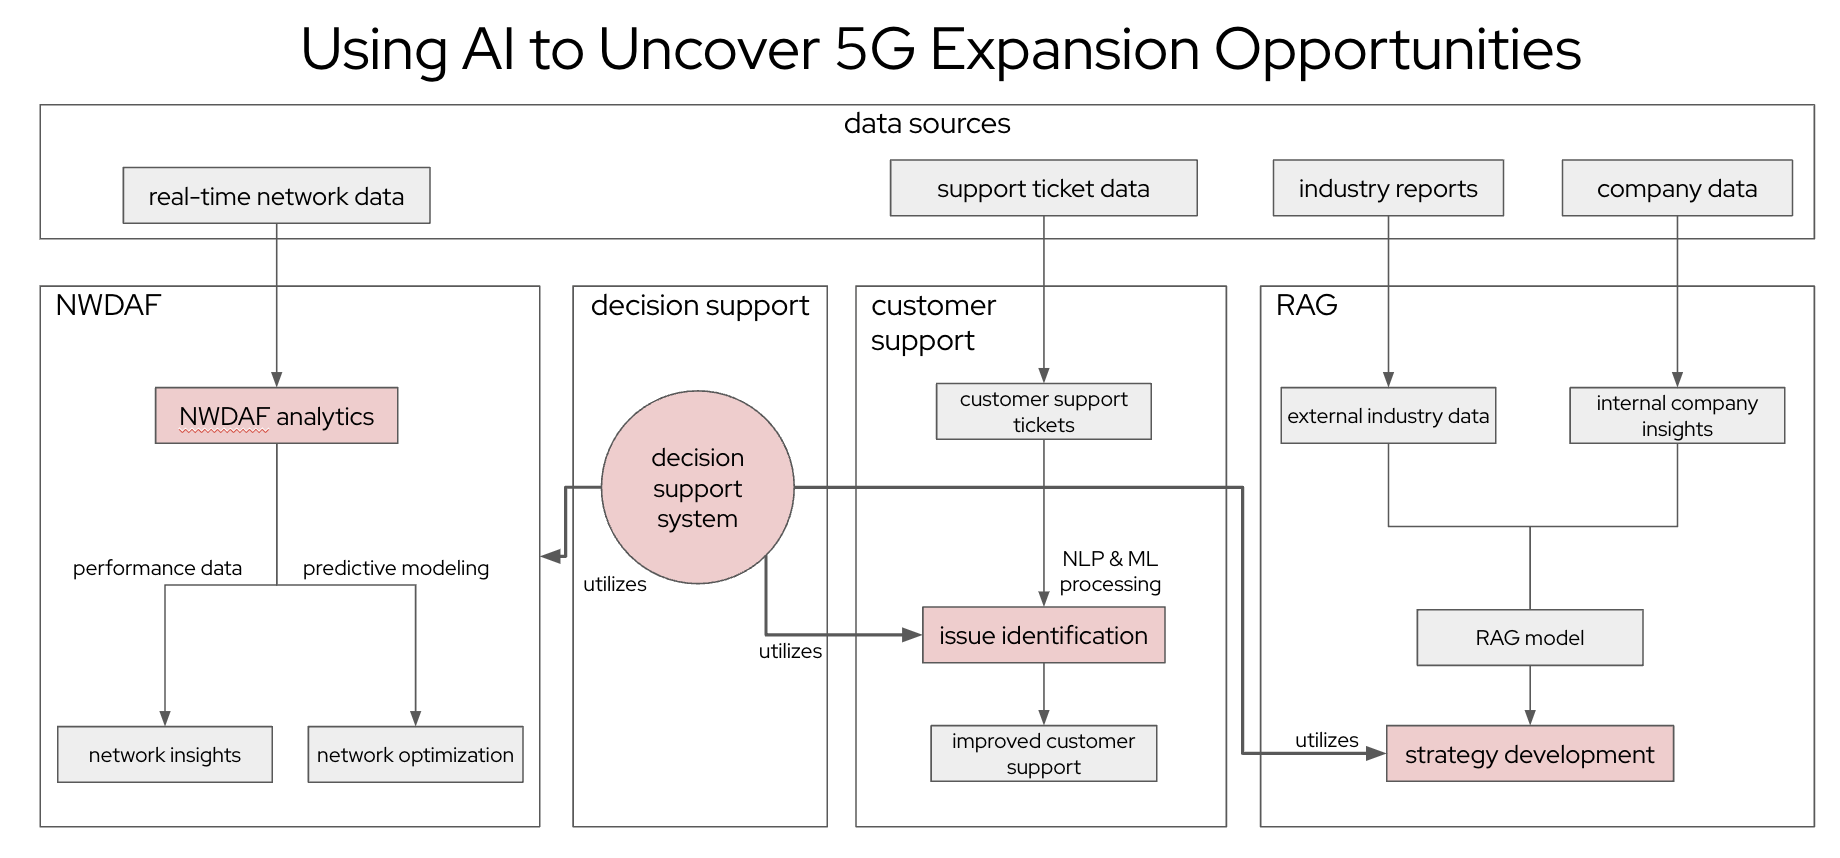 Using AI to Uncover 5G Expansion Opportunities
data sources
real-time network data
support ticket data
industry reports
company data
NWDAF
decision support
customer
support
RAG
NWDAF analytics
customer support
tickets
external industry data
internal company
insights
decision
support
system
performance data
predictive modeling
utilizes
NLP & ML
processing
utilizes
issue identification
RAG model
network insights
network optimization
improved customer
support
utilizes
strategy development